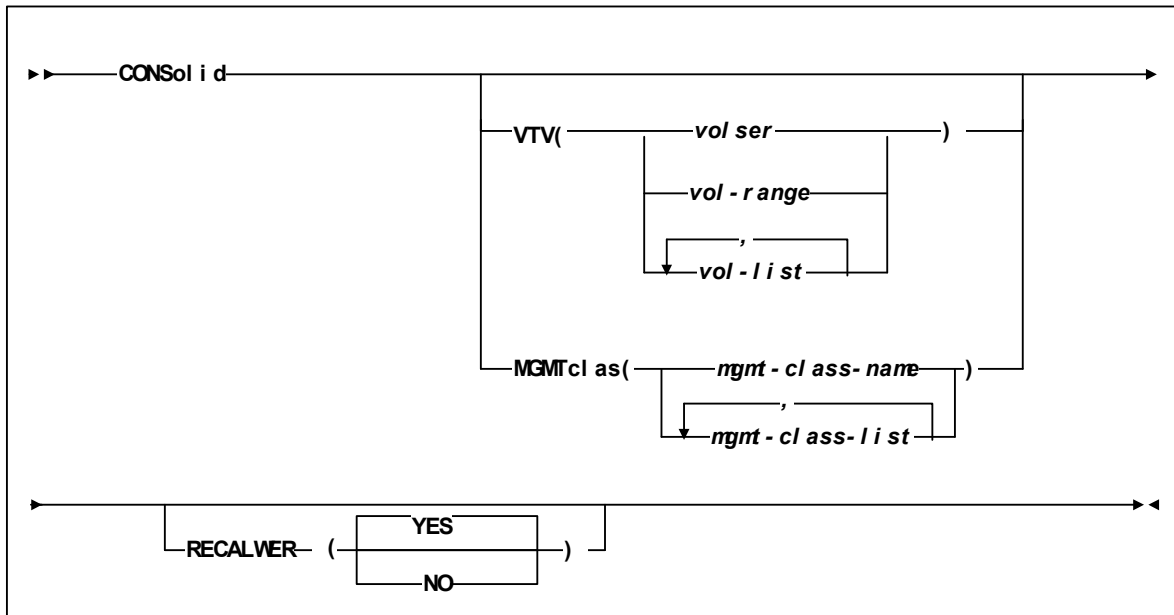 CONSolid
VTV( volser )
vol-range
,
vol-list
MGMTclas( mgmt-class-name )
,
mgmt-class-list
YES
RECALWER ( )
NO